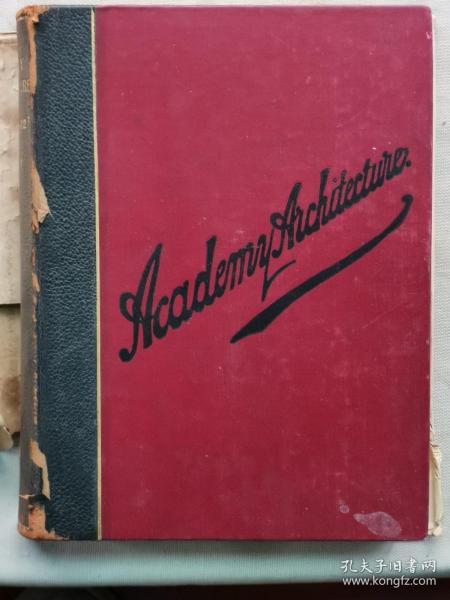 Academy Architecture.
孔夫子旧书网
www.kongfz.com